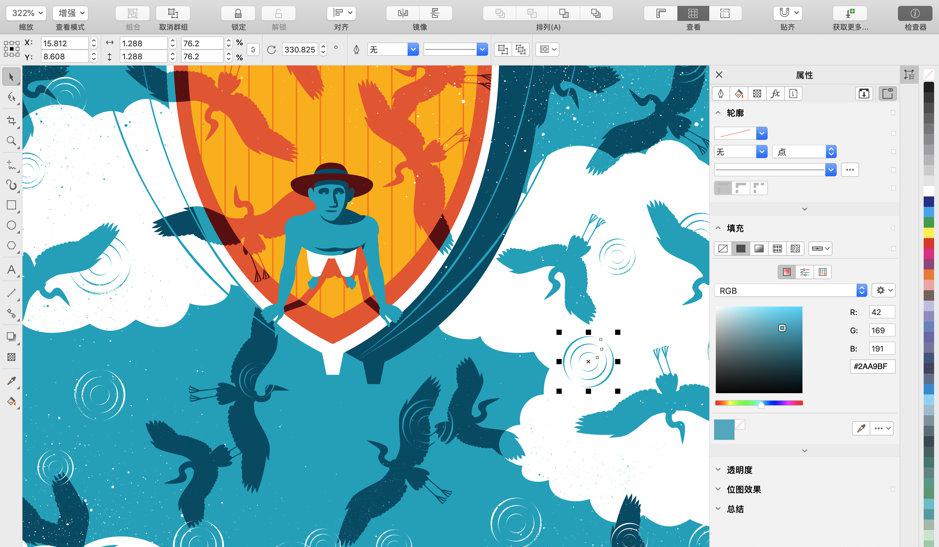 322%
增强
缩放
查看模式
组合
取消群组
锁定
解锁
对齐
镜像
排列(A)
查看
贴齐
获取更多...
检查器
X: 15.812
1.288
76.2 %
330.825 °
无
Y: 8.608
1.288
76.2 %
属性
轮廓
无
点
填充
RGB
R: 42
G: 169
B: 191
#2AA9BF
透明度
位图效果
总结